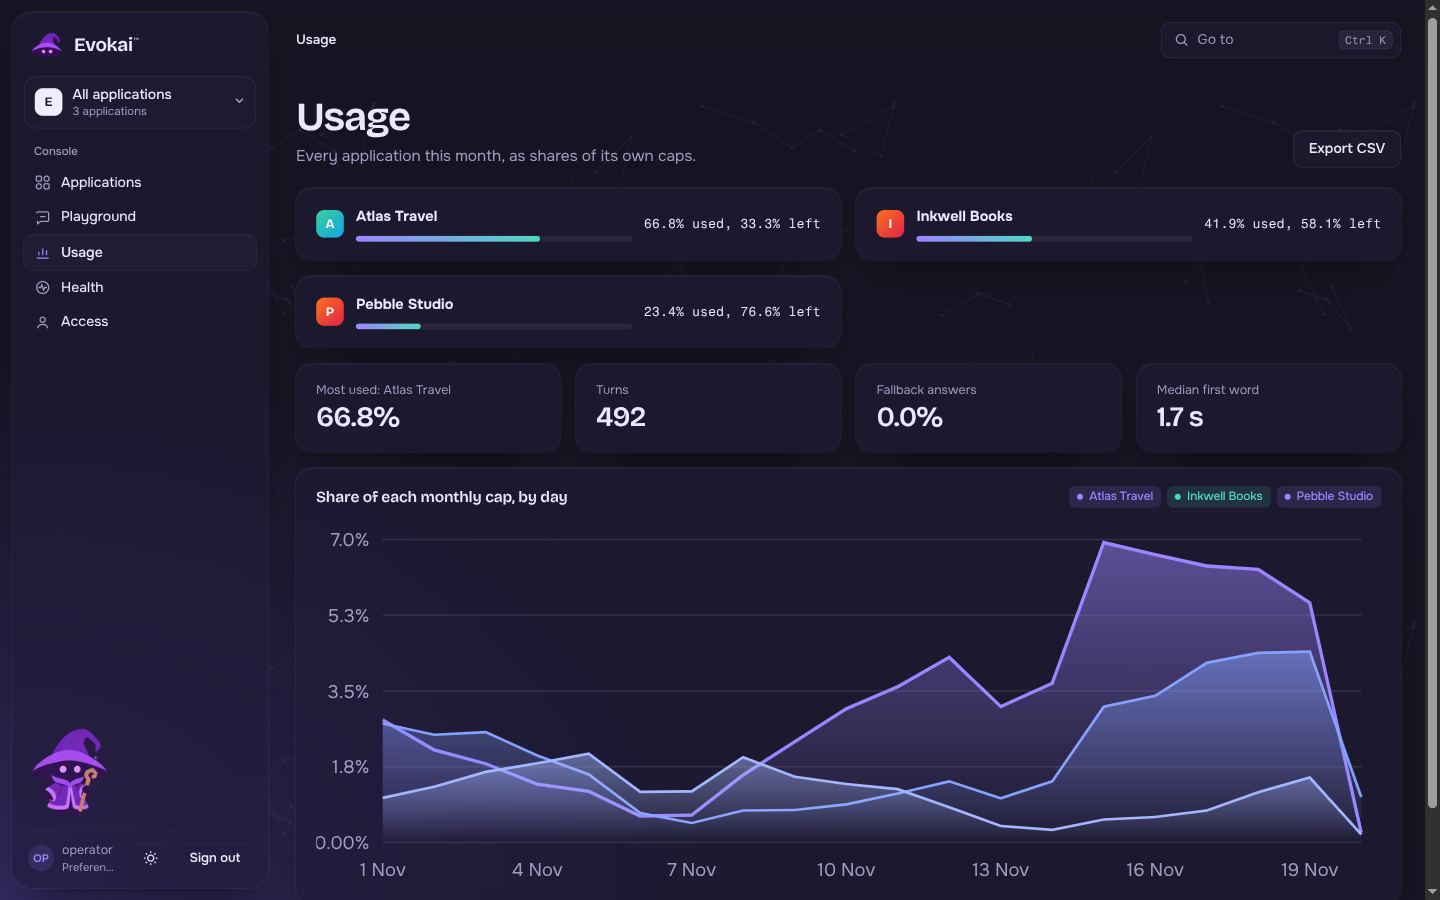 Evokai™
E
All applications
3 applications
Console
Applications
Playground
Usage
Health
Access
OP
operator
Preferen...
Sign out
Usage
Go to
Ctrl K
Usage
Every application this month, as shares of its own caps.
Export CSV
A
Atlas Travel
66.8% used, 33.3% left
I
Inkwell Books
41.9% used, 58.1% left
P
Pebble Studio
23.4% used, 76.6% left
Most used: Atlas Travel
66.8%
Turns
492
Fallback answers
0.0%
Median first word
1.7 s
Share of each monthly cap, by day
Atlas Travel
Inkwell Books
Pebble Studio
7.0%
5.3%
3.5%
1.8%
0.00%
1 Nov
4 Nov
7 Nov
10 Nov
13 Nov
16 Nov
19 Nov